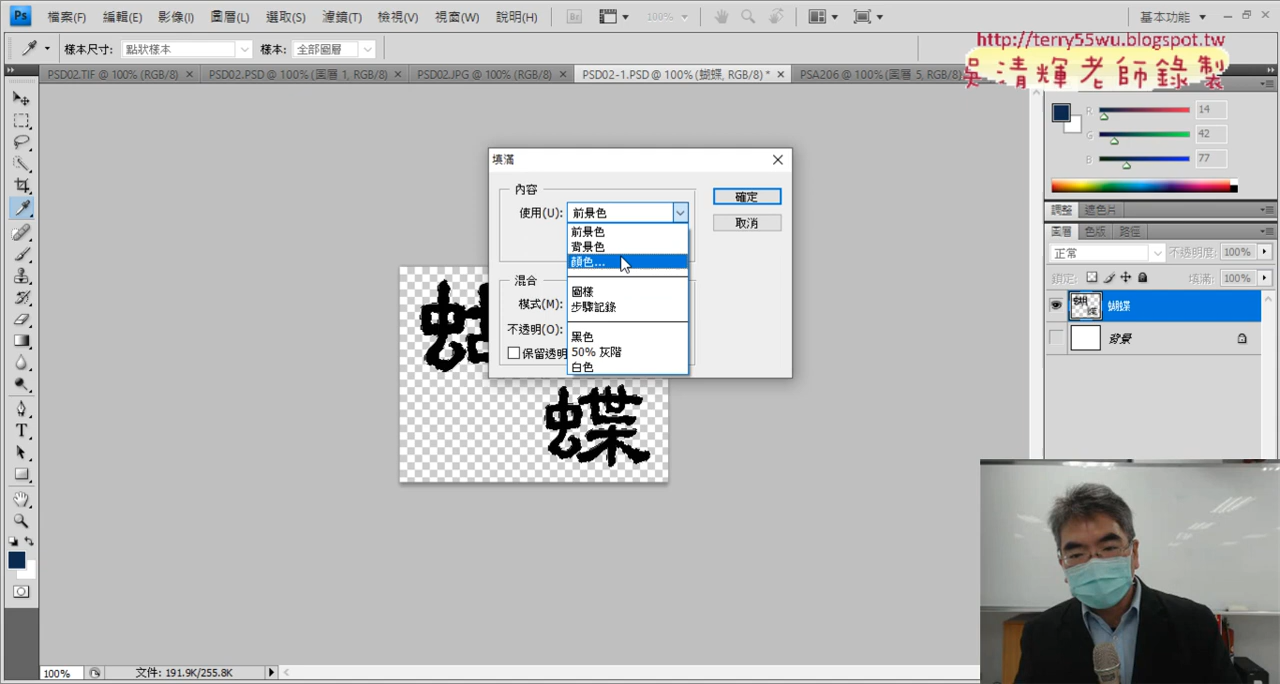 Ps 檔案(F) 編輯(E) 影像(I) 圖層(L) 選取(S) 濾鏡(T) 檢視(V) 視窗(W) 說明(H) Br 100% 基本功能
http://terry55wu.blogspot.tw
吳清輝老師錄製
樣本尺寸: 點狀樣本 樣本: 全部圖層
PSD02.TIF @ 100% (RGB/8) × PSD02.PSD @ 100% (圖層 1, RGB/8) × PSD02.JPG @ 100% (RGB/8) × PSD02-1.PSD @ 100% (蝴蝶, RGB/8) * × PSA206 @ 100% (圖層 5, RGB/8)
R 14
G 42
B 77
調整 遮色片
圖層 色版 路徑
正常 不透明度: 100%
鎖定: 填滿: 100%
蝴蝶
背景
填滿
內容
使用(U): 前景色
確定
取消
前景色
背景色
顏色...
圖樣
步驟記錄
黑色
50% 灰階
白色
混合
模式(M):
不透明(O):
保留透明
蝶
T
100% 文件: 191.9K/255.8K